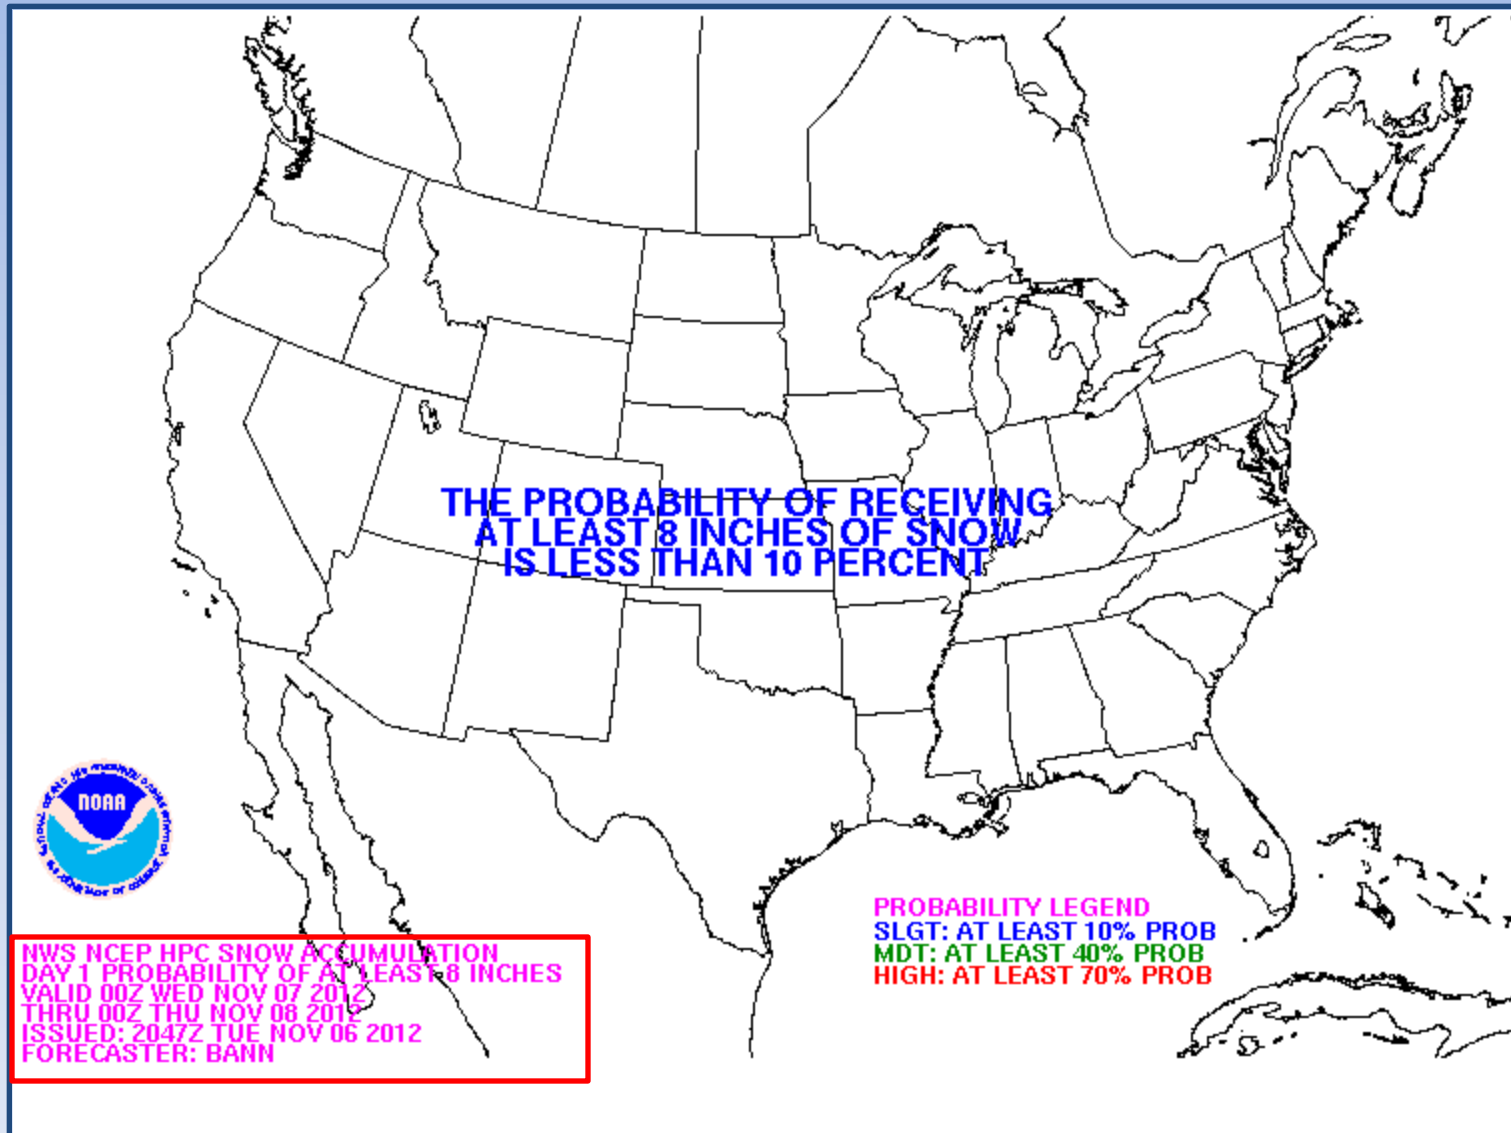 THE PROBABILITY OF RECEIVING
AT LEAST 8 INCHES OF SNOW
IS LESS THAN 10 PERCENT
NOAA
PROBABILITY LEGEND
SLGT: AT LEAST 10% PROB
MDT: AT LEAST 40% PROB
HIGH: AT LEAST 70% PROB
NWS NCEP HPC SNOW ACCUMULATION
DAY 1 PROBABILITY OF AT LEAST 8 INCHES
VALID 00Z WED NOV 07 2012
THRU 00Z THU NOV 08 2012
ISSUED: 2047Z TUE NOV 06 2012
FORECASTER: BANN